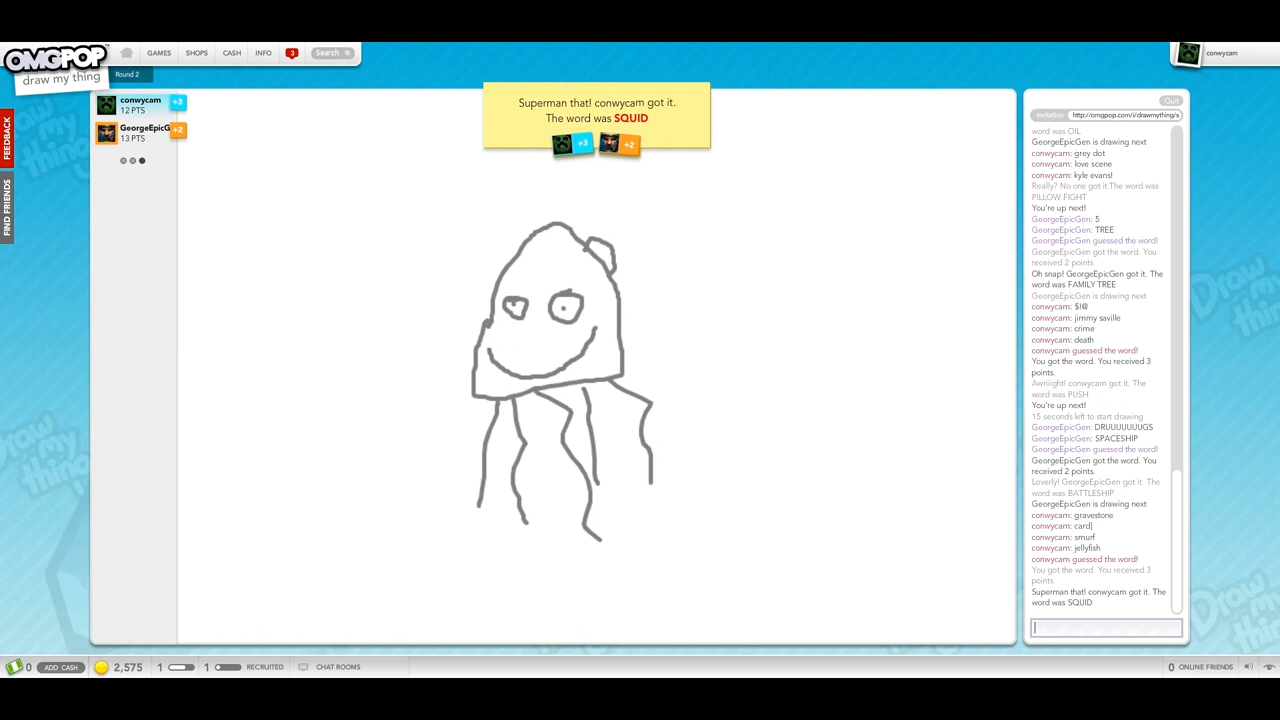 OMGPOP
GAMES
SHOPS
CASH
INFO
3
Search
conwycam
draw my thing
Round 2
FEEDBACK
FIND FRIENDS
conwycam
+3
12 PTS
GeorgeEpicG
+2
13 PTS
Superman that! conwycam got it.
The word was SQUID
+3
+2
Quit
Invitation http://omgpop.com/i/drawmything/s
word was OIL
GeorgeEpicGen is drawing next
conwycam: grey dot
conwycam: love scene
conwycam: kyle evans!
Really? No one got it.The word was
PILLOW FIGHT
You're up next!
GeorgeEpicGen: 5
GeorgeEpicGen: TREE
GeorgeEpicGen guessed the word!
GeorgeEpicGen got the word. You
received 2 points.
Oh snap! GeorgeEpicGen got it. The
word was FAMILY TREE
GeorgeEpicGen is drawing next
conwycam: $!@
conwycam: jimmy saville
conwycam: crime
conwycam: death
conwycam guessed the word!
You got the word. You received 3
points.
Awriiight! conwycam got it. The
word was PUSH
You're up next!
15 seconds left to start drawing
GeorgeEpicGen: DRUUUUUUGS
GeorgeEpicGen: SPACESHIP
GeorgeEpicGen guessed the word!
GeorgeEpicGen got the word. You
received 2 points.
Loverly! GeorgeEpicGen got it. The
word was BATTLESHIP
GeorgeEpicGen is drawing next
conwycam: gravestone
conwycam: card]
conwycam: smurf
conwycam: jellyfish
conwycam guessed the word!
You got the word. You received 3
points.
Superman that! conwycam got it. The
word was SQUID
0 ADD CASH
2,575
1
1
RECRUITED
CHAT ROOMS
0 ONLINE FRIENDS